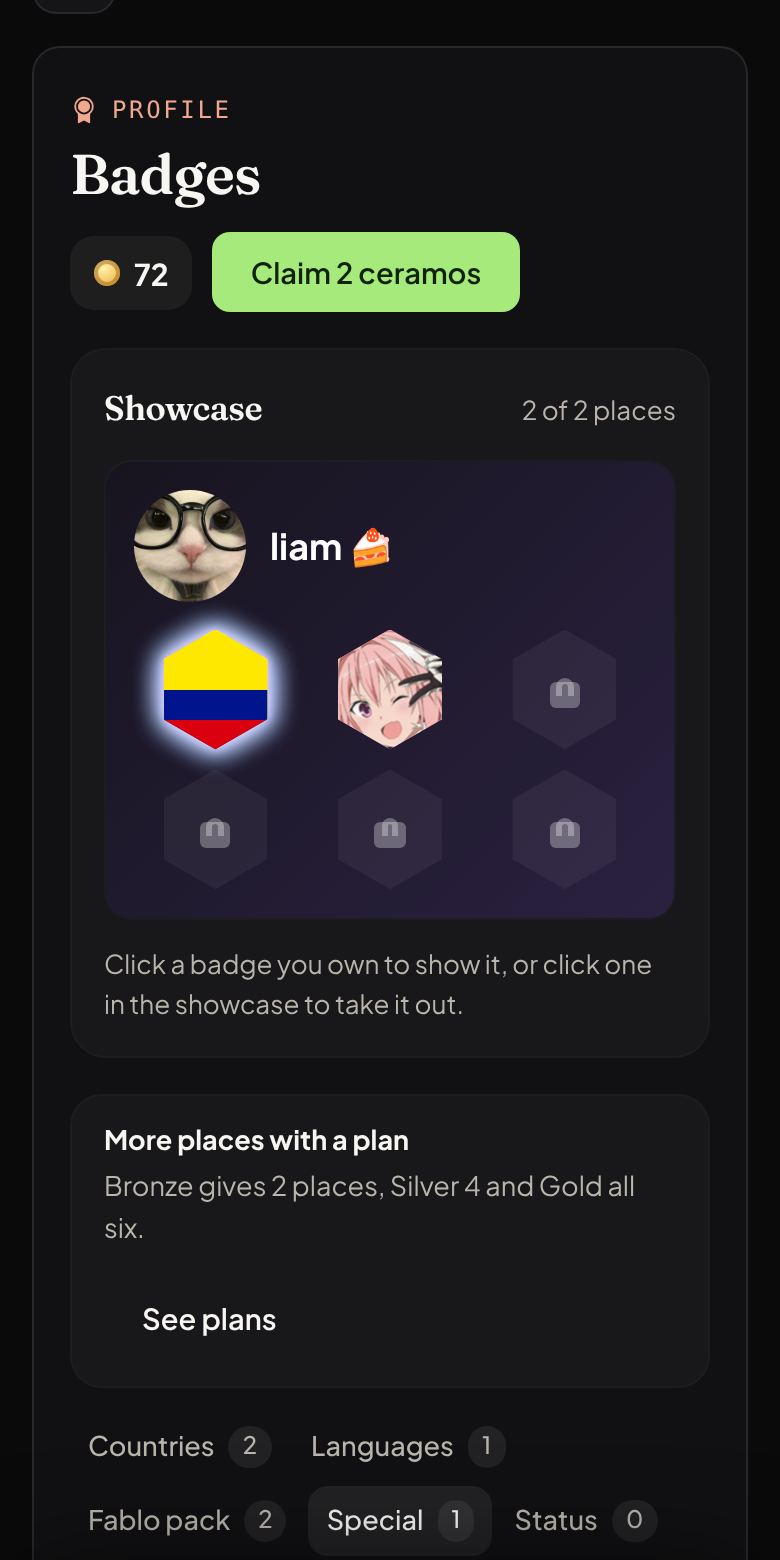 PROFILE
Badges
72
Claim 2 ceramos
Showcase
2 of 2 places
liam 🍰
Click a badge you own to show it, or click one
in the showcase to take it out.
More places with a plan
Bronze gives 2 places, Silver 4 and Gold all
six.
See plans
Countries 2
Languages 1
Fablo pack 2
Special 1
Status 0